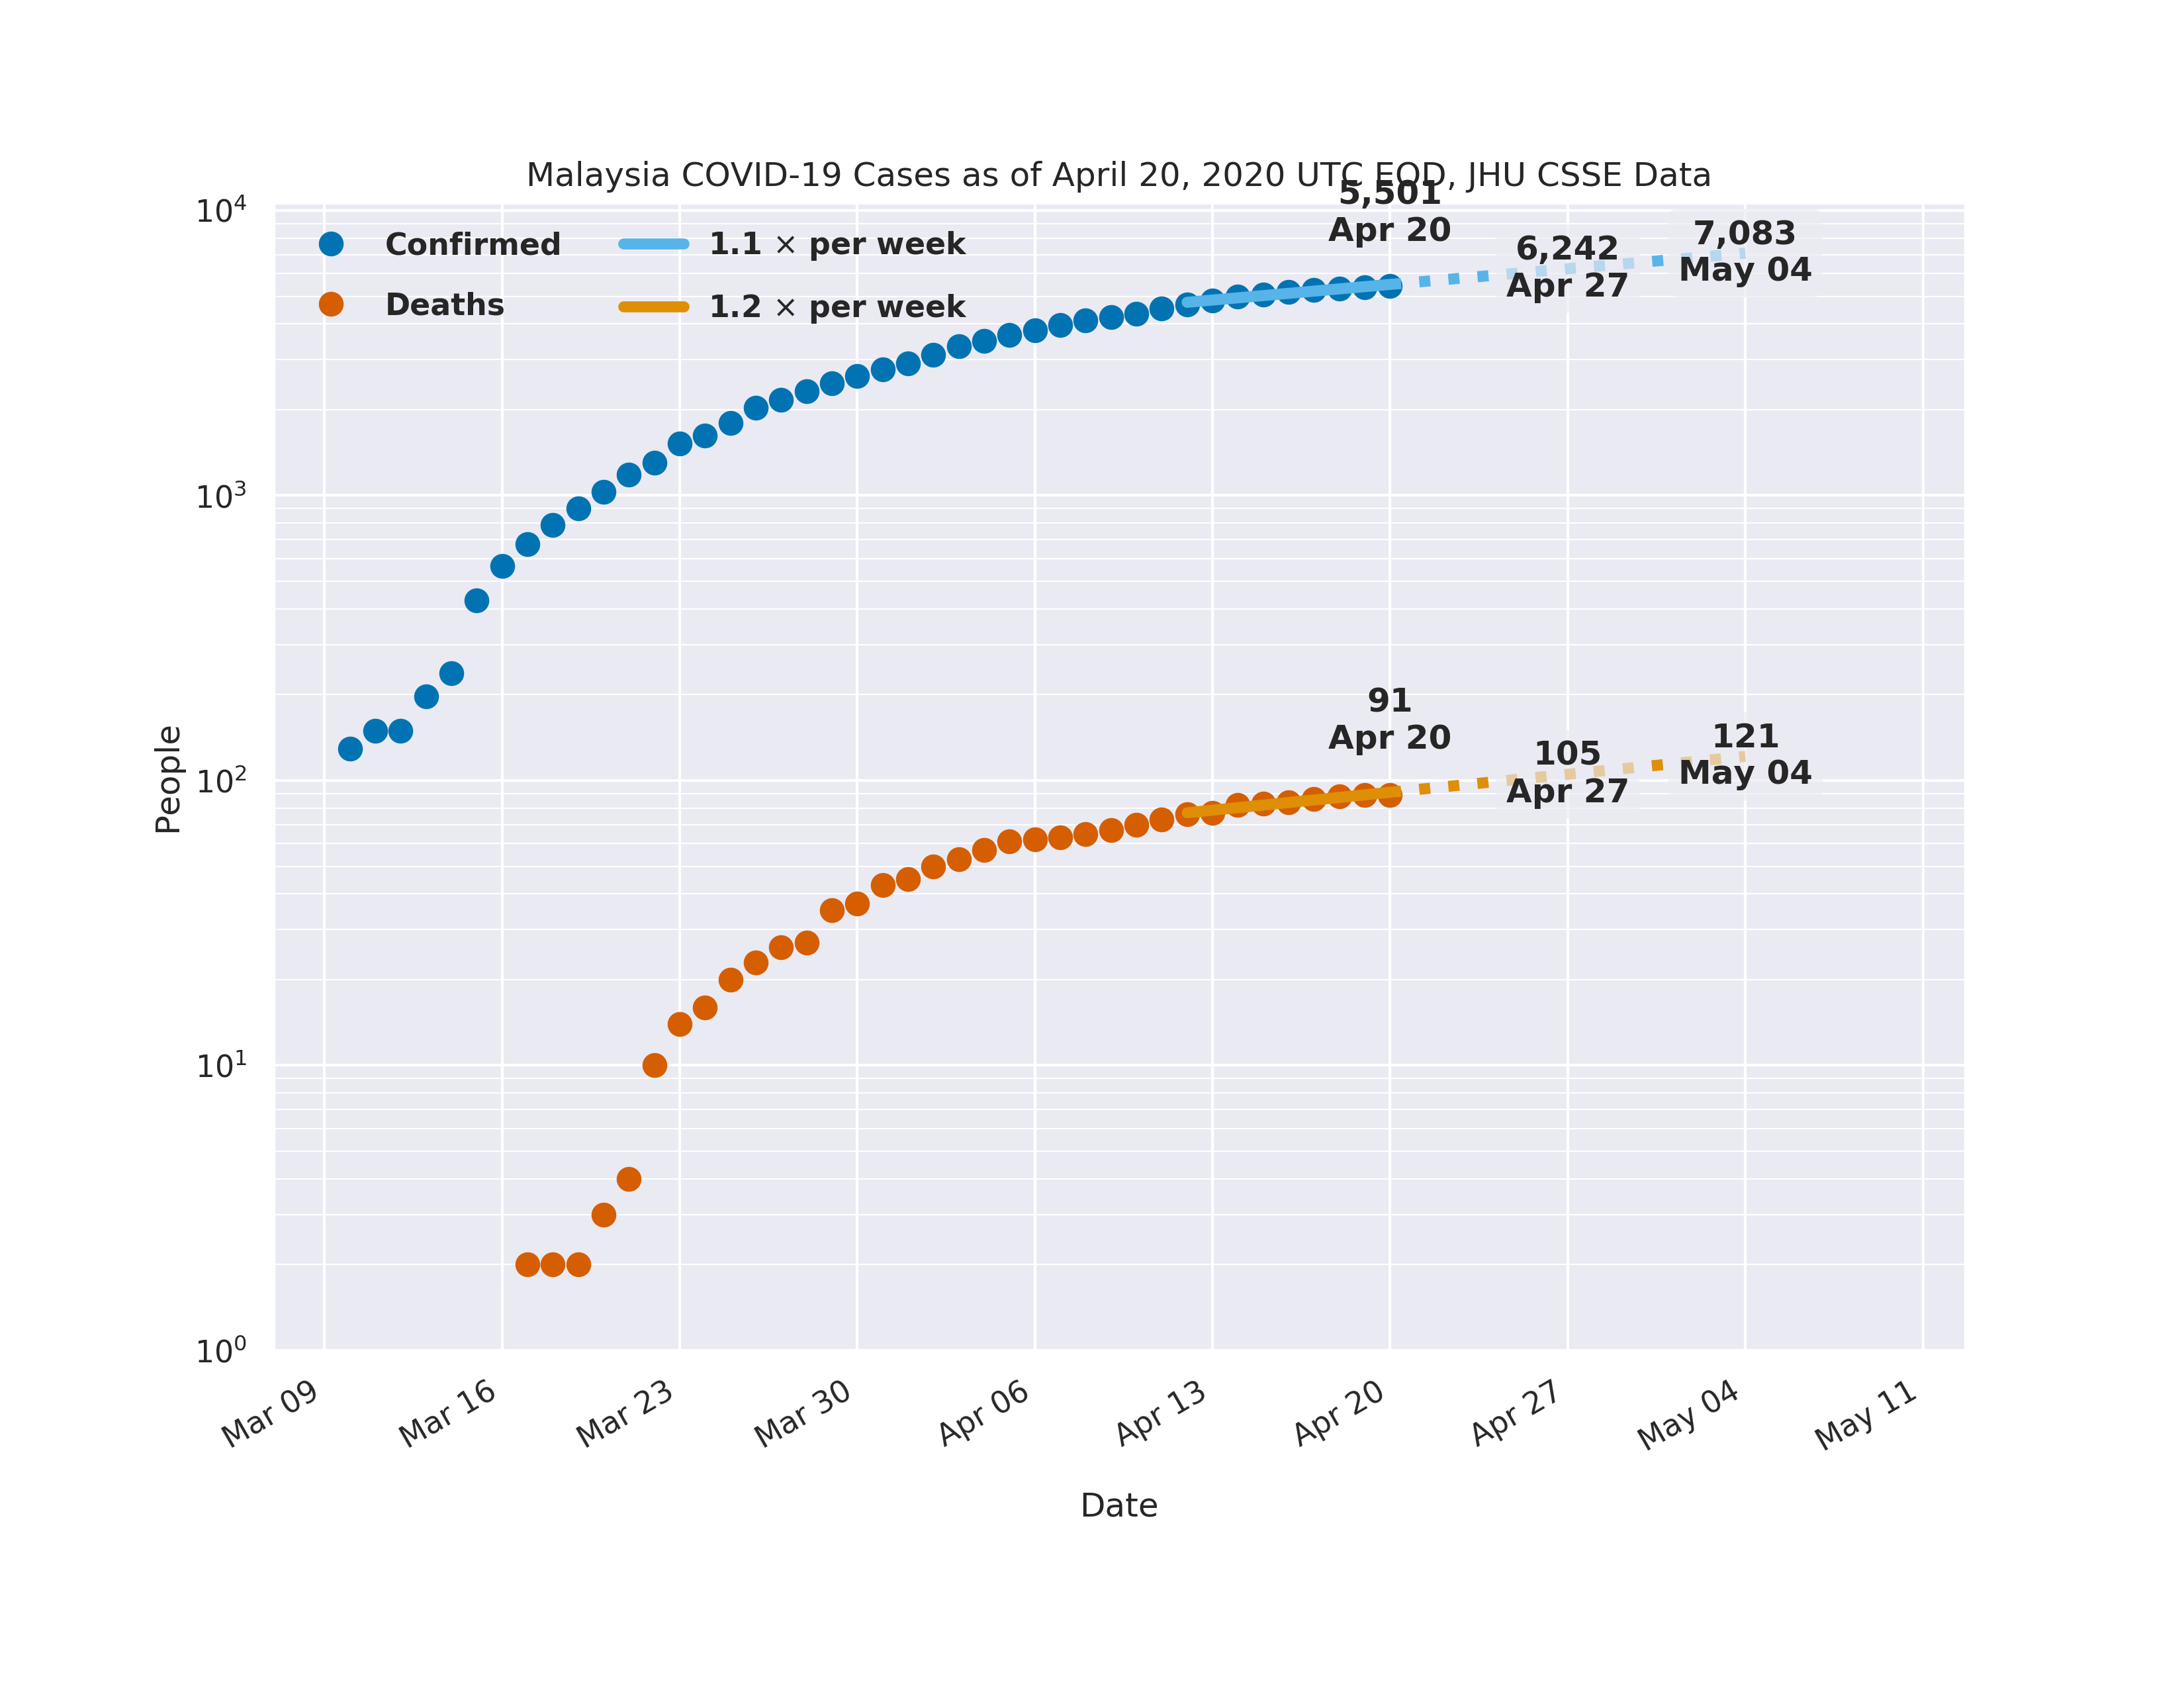 Malaysia COVID-19 Cases as of April 20, 2020 UTC EOD, JHU CSSE Data
Confirmed
Deaths
1.1 × per week
1.2 × per week
5,501
Apr 20
6,242
Apr 27
7,083
May 04
91
Apr 20
105
Apr 27
121
May 04
People
10⁴
10³
10²
10¹
10⁰
Mar 09
Mar 16
Mar 23
Mar 30
Apr 06
Apr 13
Apr 20
Apr 27
May 04
May 11
Date